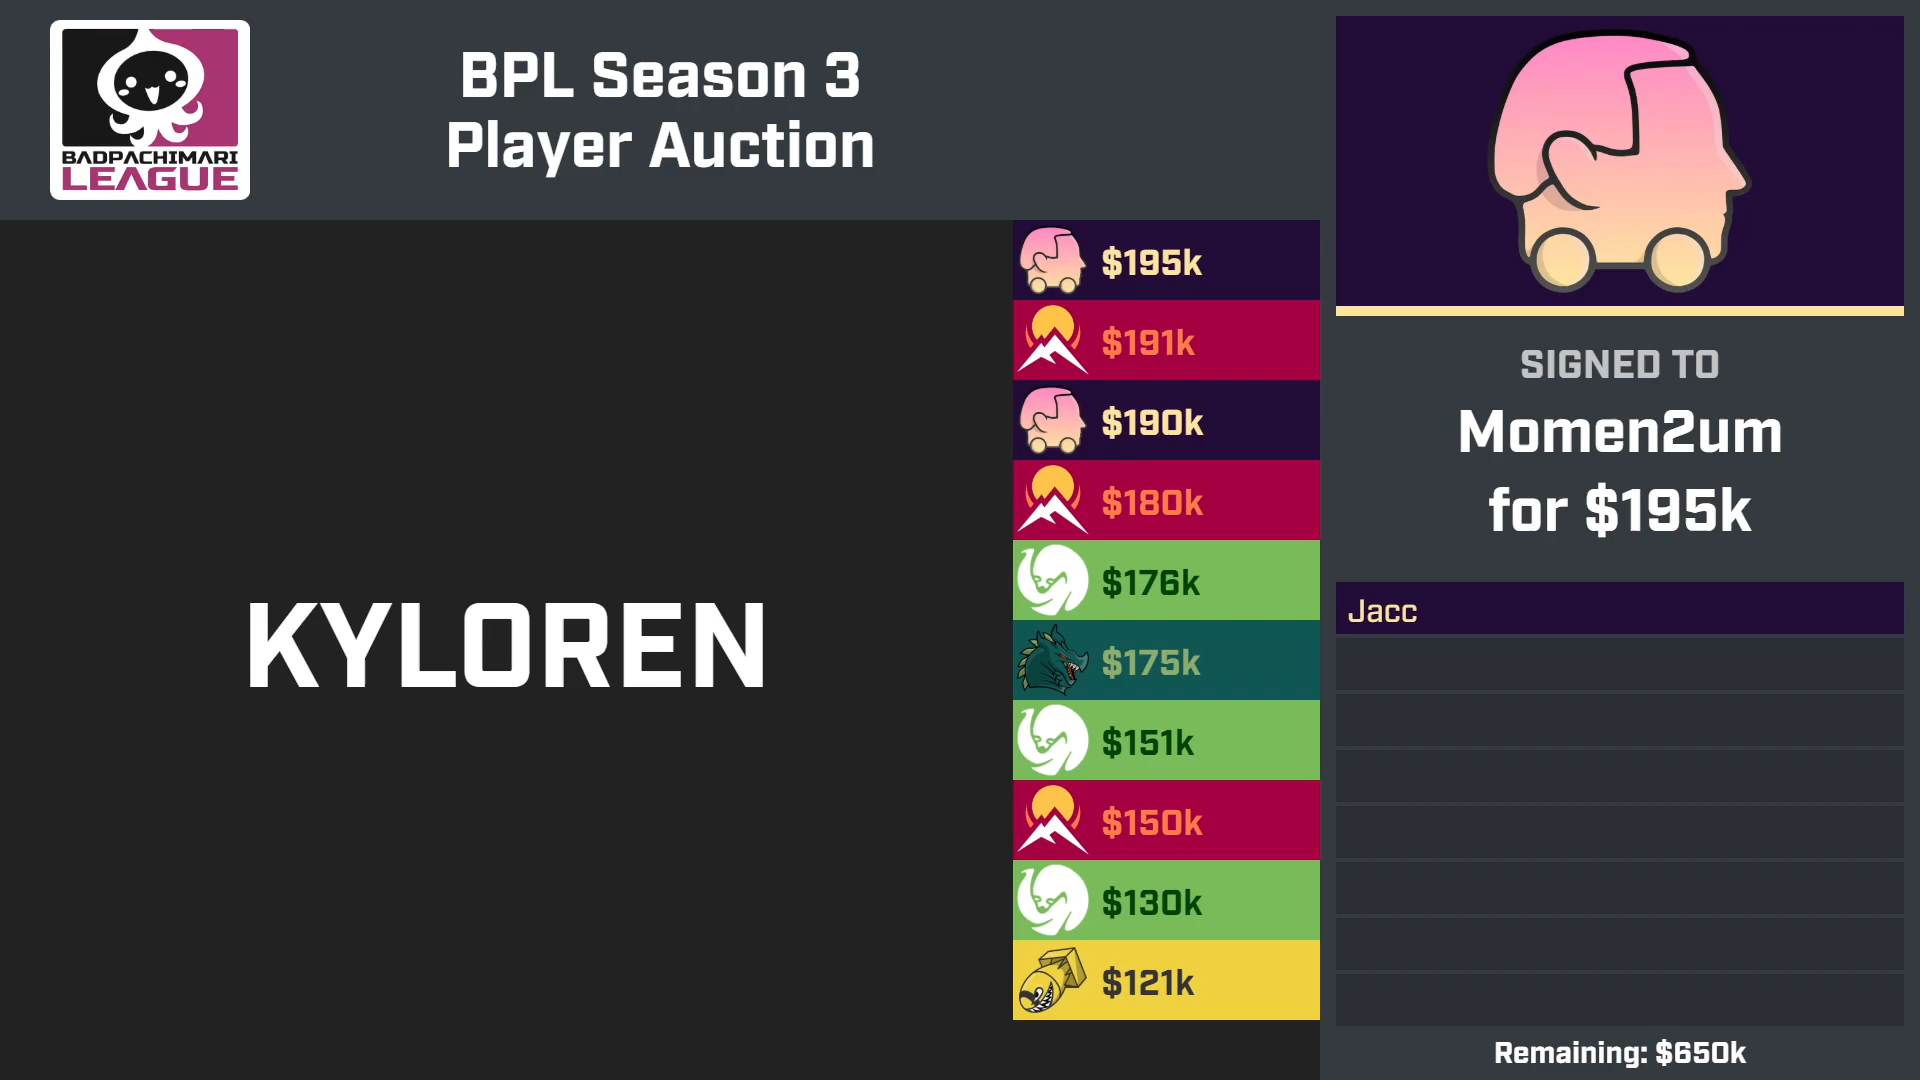 BADPACHIMARI
LEAGUE
BPL Season 3
Player Auction
KYLOREN
$195k
$191k
$190k
$180k
$176k
$175k
$151k
$150k
$130k
$121k
SIGNED TO
Momen2um
for $195k
Jacc
Remaining: $650k